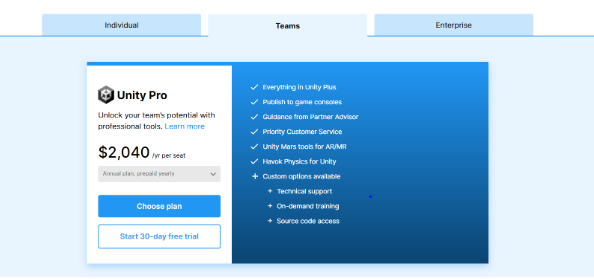 Individual
Teams
Enterprise
Unity Pro
Unlock your team's potential with
professional tools. Learn more
$2,040 /yr per seat
Annual plan, prepaid yearly
Choose plan
Start 30-day free trial
Everything in Unity Plus
Publish to game consoles
Guidance from Partner Advisor
Priority Customer Service
Unity Mars tools for AR/MR
Havok Physics for Unity
+ Custom options available
+ Technical support
+ On-demand training
+ Source code access